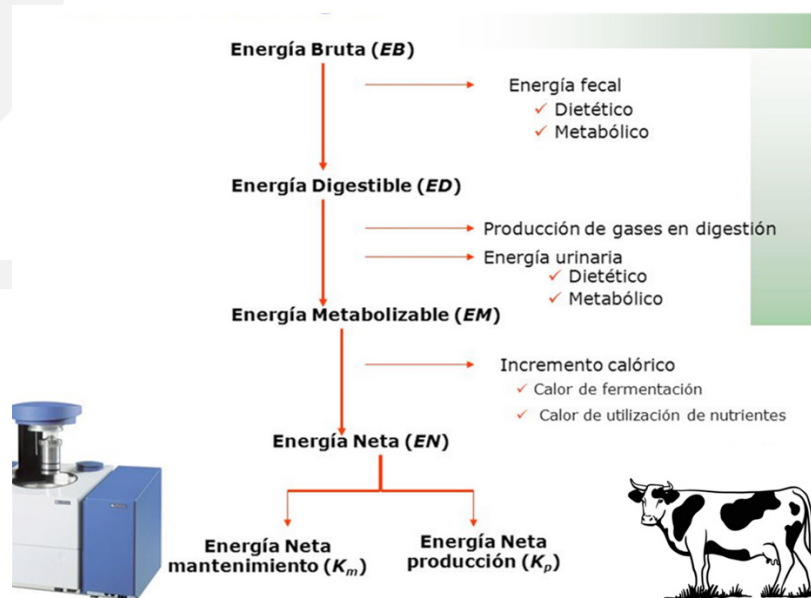 Energía Bruta (EB)
Energía fecal
✓ Dietético
✓ Metabólico
Energía Digestible (ED)
Producción de gases en digestión
Energía urinaria
✓ Dietético
✓ Metabólico
Energía Metabolizable (EM)
Incremento calórico
✓ Calor de fermentación
✓ Calor de utilización de nutrientes
Energía Neta (EN)
Energía Neta
mantenimiento (Km)
Energía Neta
producción (Kp)